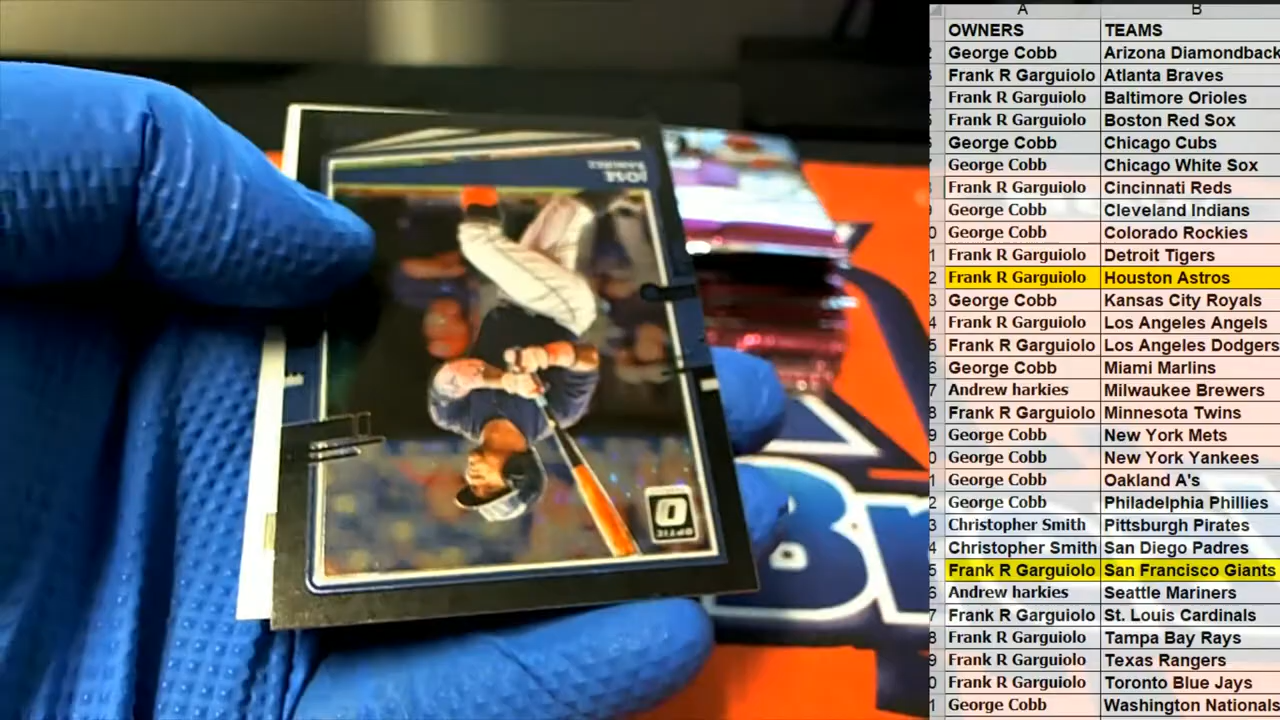 JOSE
RAMIREZ
OPTIC
Br
A B
OWNERS TEAMS
George Cobb Arizona Diamondback
Frank R Garguiolo Atlanta Braves
Frank R Garguiolo Baltimore Orioles
Frank R Garguiolo Boston Red Sox
George Cobb Chicago Cubs
George Cobb Chicago White Sox
Frank R Garguiolo Cincinnati Reds
George Cobb Cleveland Indians
George Cobb Colorado Rockies
Frank R Garguiolo Detroit Tigers
Frank R Garguiolo Houston Astros
George Cobb Kansas City Royals
Frank R Garguiolo Los Angeles Angels
Frank R Garguiolo Los Angeles Dodgers
George Cobb Miami Marlins
Andrew harkies Milwaukee Brewers
Frank R Garguiolo Minnesota Twins
George Cobb New York Mets
George Cobb New York Yankees
George Cobb Oakland A's
George Cobb Philadelphia Phillies
Christopher Smith Pittsburgh Pirates
Christopher Smith San Diego Padres
Frank R Garguiolo San Francisco Giants
Andrew harkies Seattle Mariners
Frank R Garguiolo St. Louis Cardinals
Frank R Garguiolo Tampa Bay Rays
Frank R Garguiolo Texas Rangers
Frank R Garguiolo Toronto Blue Jays
George Cobb Washington Nationals